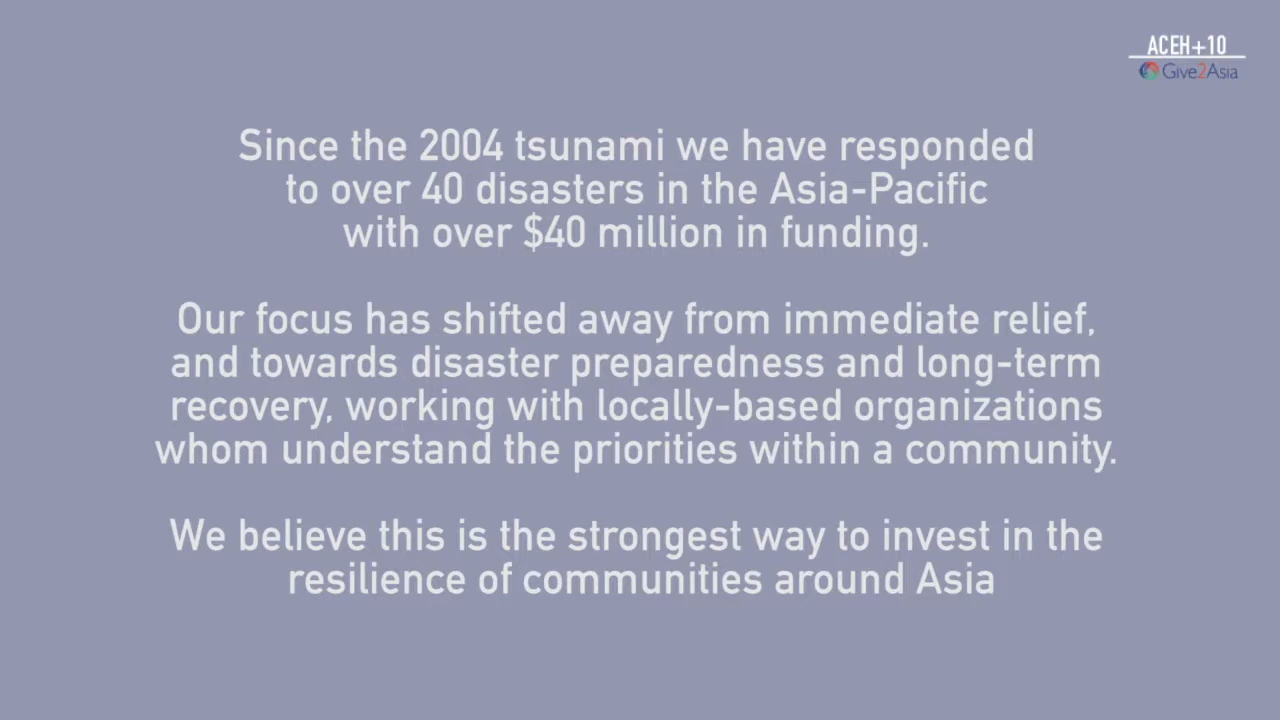 ACEH+10
Give2Asia
Since the 2004 tsunami we have responded
to over 40 disasters in the Asia-Pacific
with over $40 million in funding.
Our focus has shifted away from immediate relief,
and towards disaster preparedness and long-term
recovery, working with locally-based organizations
whom understand the priorities within a community.
We believe this is the strongest way to invest in the
resilience of communities around Asia